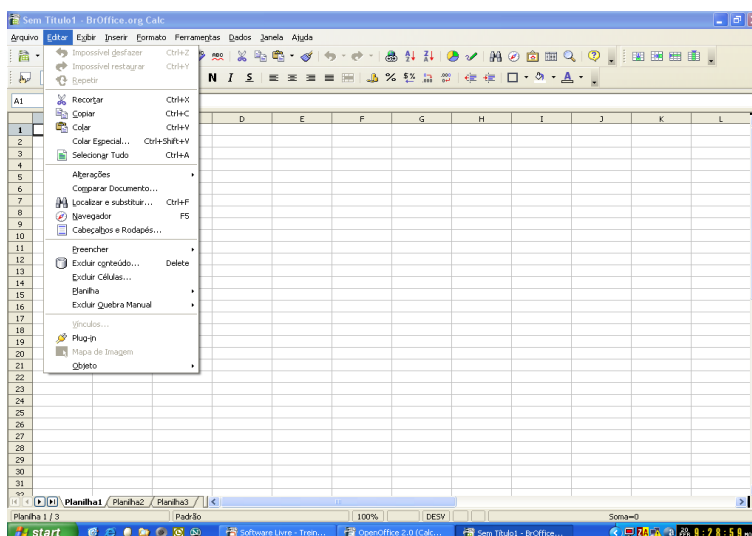 Sem Título1 - BrOffice.org Calc
Arquivo Editar Exibir Inserir Formato Ferramentas Dados Janela Ajuda
Impossível desfazer Ctrl+Z
Impossível restaurar Ctrl+Y
Repetir
N I S
A1
Recortar Ctrl+X
Copiar Ctrl+C
Colar Ctrl+V
Colar Especial... Ctrl+Shift+V
Selecionar Tudo Ctrl+A
Alterações
Comparar Documento...
Localizar e substituir... Ctrl+F
Navegador F5
Cabeçalhos e Rodapés...
Preencher
Excluir conteúdo... Delete
Excluir Células...
Planilha
Excluir Quebra Manual
Vínculos...
Plug-in
Mapa de Imagem
Objeto
D E F G H I J K L
1
2
3
4
5
6
7
8
9
10
11
12
13
14
15
16
17
18
19
20
21
22
23
24
25
26
27
28
29
30
31
32
Planilha1 Planilha2 Planilha3
Planilha 1 / 3 Padrão 100% DESV Soma=0
start Software Livre - Trein... OpenOffice 2.0 (Calc... Sem Título1 - BrOffice... 9:28:59